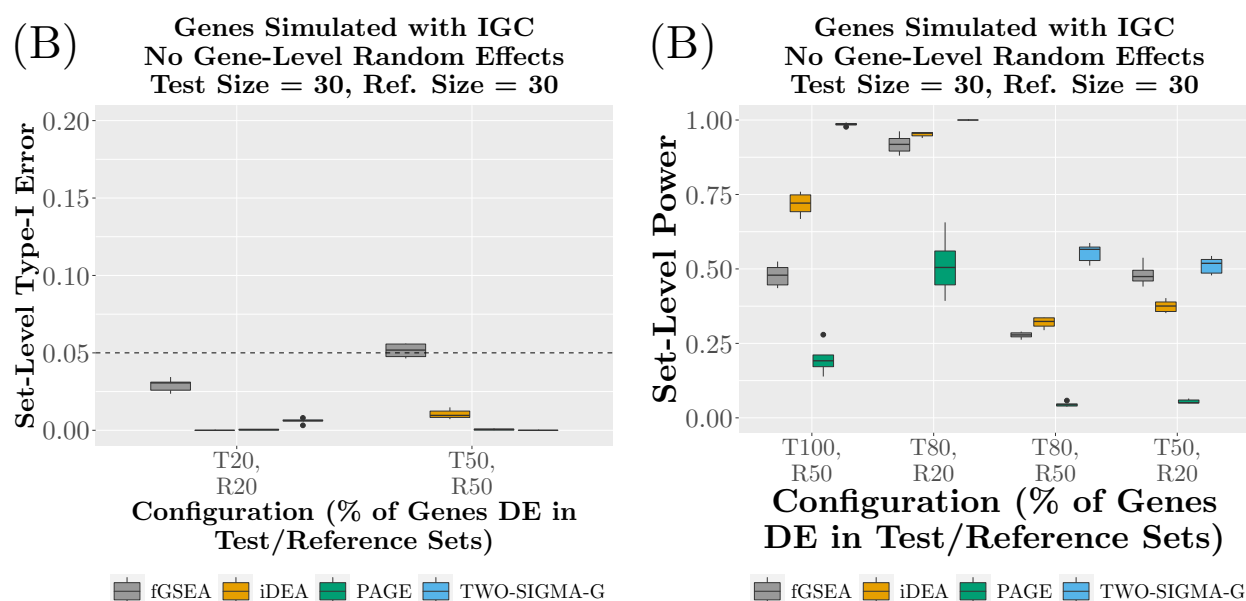 (B)
Genes Simulated with IGC
No Gene-Level Random Effects
Test Size = 30, Ref. Size = 30
Set-Level Type-I Error
0.20
0.15
0.10
0.05
0.00
T20,
R20
T50,
R50
Configuration (% of Genes DE in
Test/Reference Sets)
fGSEA
iDEA
PAGE
TWO-SIGMA-G
(B)
Genes Simulated with IGC
No Gene-Level Random Effects
Test Size = 30, Ref. Size = 30
Set-Level Power
1.00
0.75
0.50
0.25
0.00
T100,
R50
T80,
R20
T80,
R50
T50,
R20
Configuration (% of Genes
DE in Test/Reference Sets)
fGSEA
iDEA
PAGE
TWO-SIGMA-G